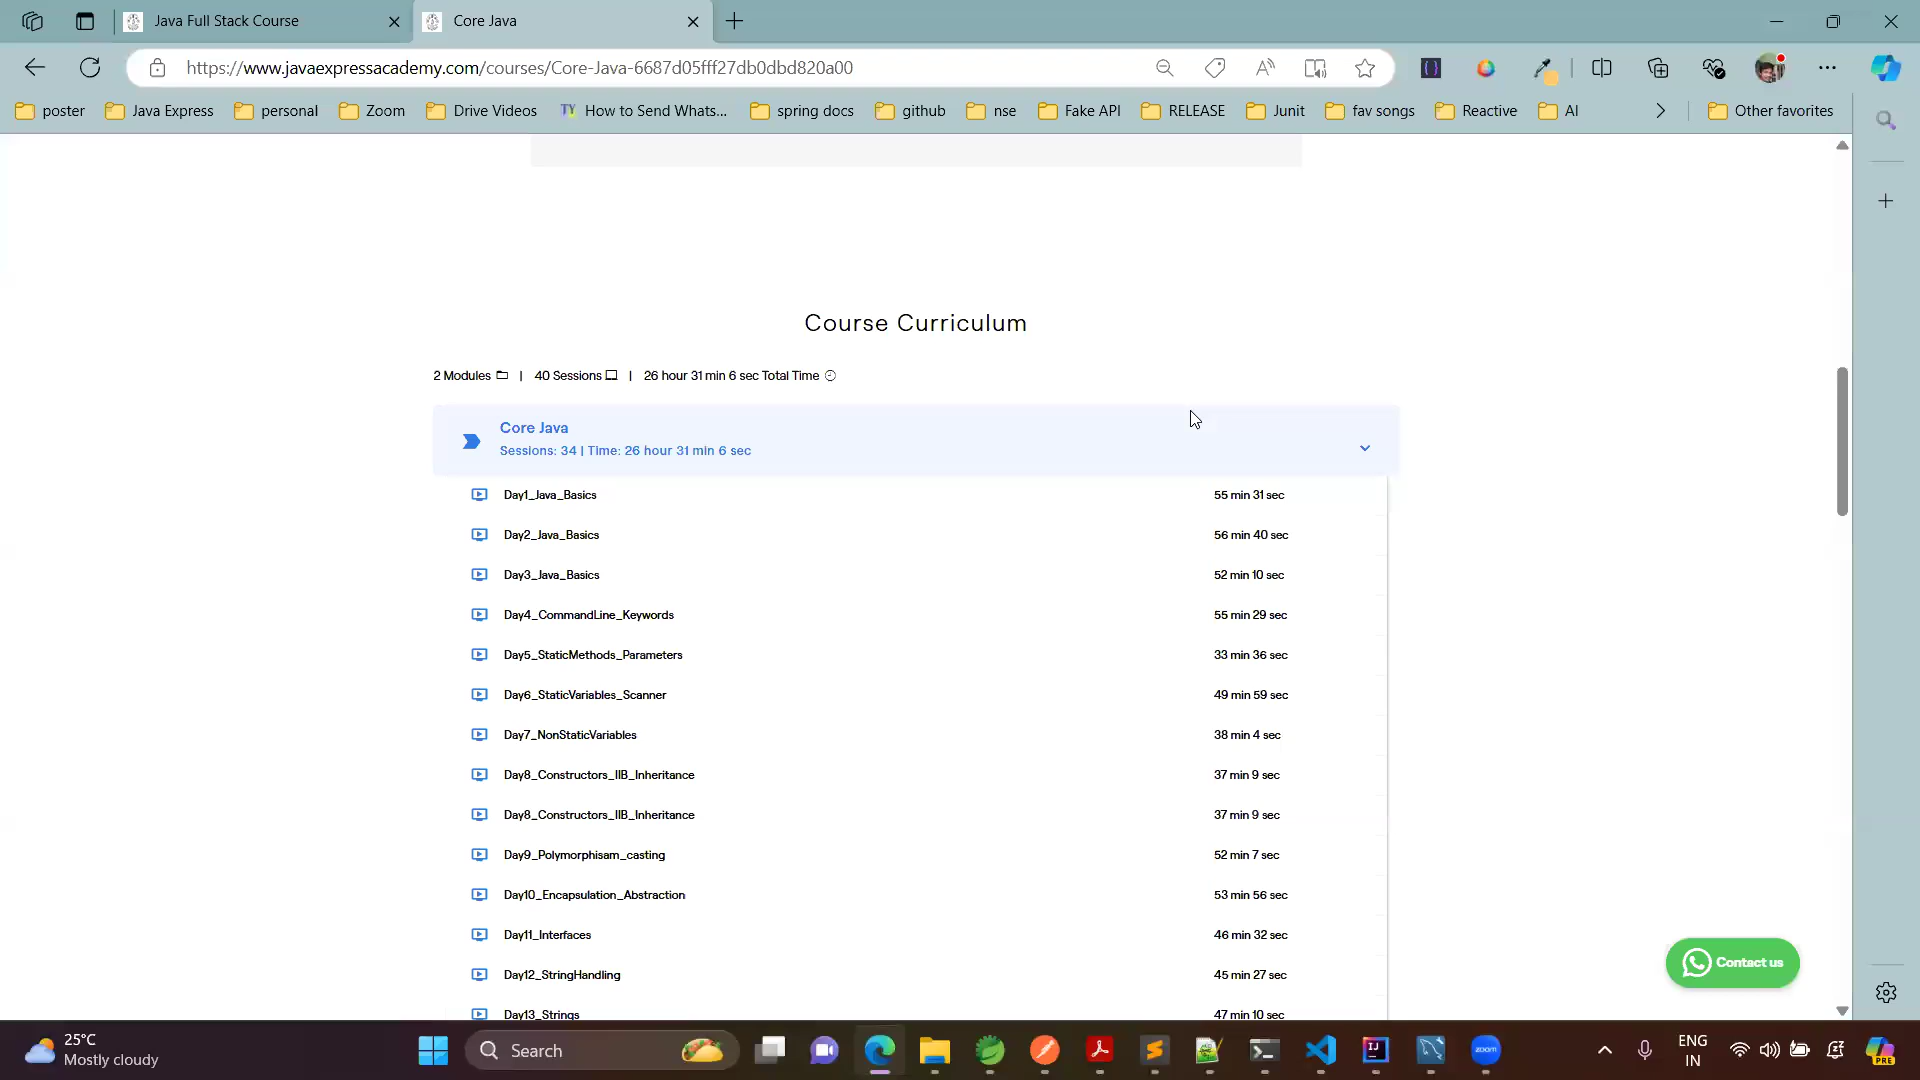 Java Full Stack Course
Core Java
https://www.javaexpressacademy.com/courses/Core-Java-6687d05fff27db0dbd820a00
poster
Java Express
personal
Zoom
Drive Videos
TY
How to Send Whats...
spring docs
github
nse
Fake API
RELEASE
Junit
fav songs
Reactive
AI
Other favorites
Course Curriculum
2 Modules | 40 Sessions | 26 hour 31 min 6 sec Total Time
Core Java
Sessions: 34 | Time: 26 hour 31 min 6 sec
Day1_Java_Basics 55 min 31 sec
Day2_Java_Basics 56 min 40 sec
Day3_Java_Basics 52 min 10 sec
Day4_CommandLine_Keywords 55 min 29 sec
Day5_StaticMethods_Parameters 33 min 36 sec
Day6_StaticVariables_Scanner 49 min 59 sec
Day7_NonStaticVariables 38 min 4 sec
Day8_Constructors_IIB_Inheritance 37 min 9 sec
Day8_Constructors_IIB_Inheritance 37 min 9 sec
Day9_Polymorphisam_casting 52 min 7 sec
Day10_Encapsulation_Abstraction 53 min 56 sec
Day11_Interfaces 46 min 32 sec
Day12_StringHandling 45 min 27 sec
Day13_Strings 47 min 10 sec
Contact us
25°C
Mostly cloudy
Search
zoom
ENG
IN
PRE